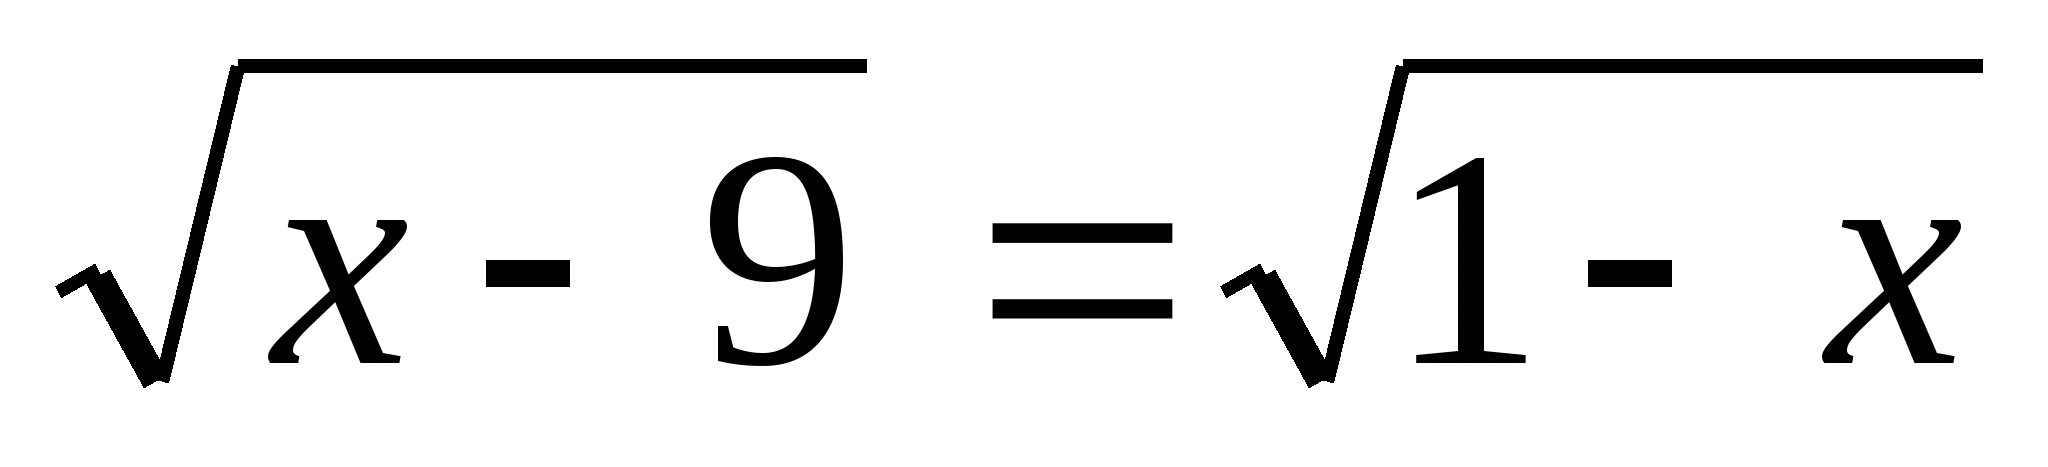 √x - 9 = √1 - x